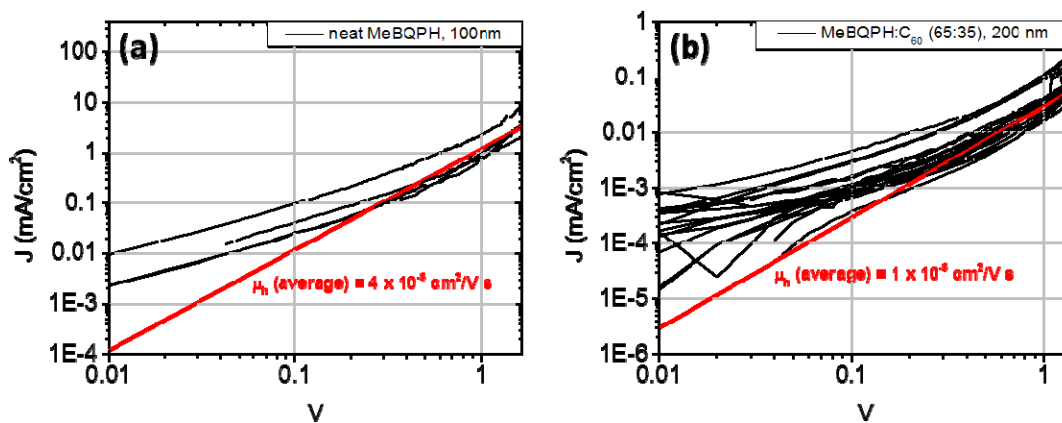 (a)
neat MeBQPH, 100nm
100
10
1
0.1
0.01
1E-3
1E-4
J (mA/cm²)
μₕ (average) = 4 x 10⁻⁶ cm²/V s
0.01
0.1
1
V
(b)
MeBQPH:C₆₀ (65:35), 200 nm
1
0.1
0.01
1E-3
1E-4
1E-5
1E-6
J (mA/cm²)
μₕ (average) = 1 x 10⁻⁶ cm²/V s
0.01
0.1
1
V